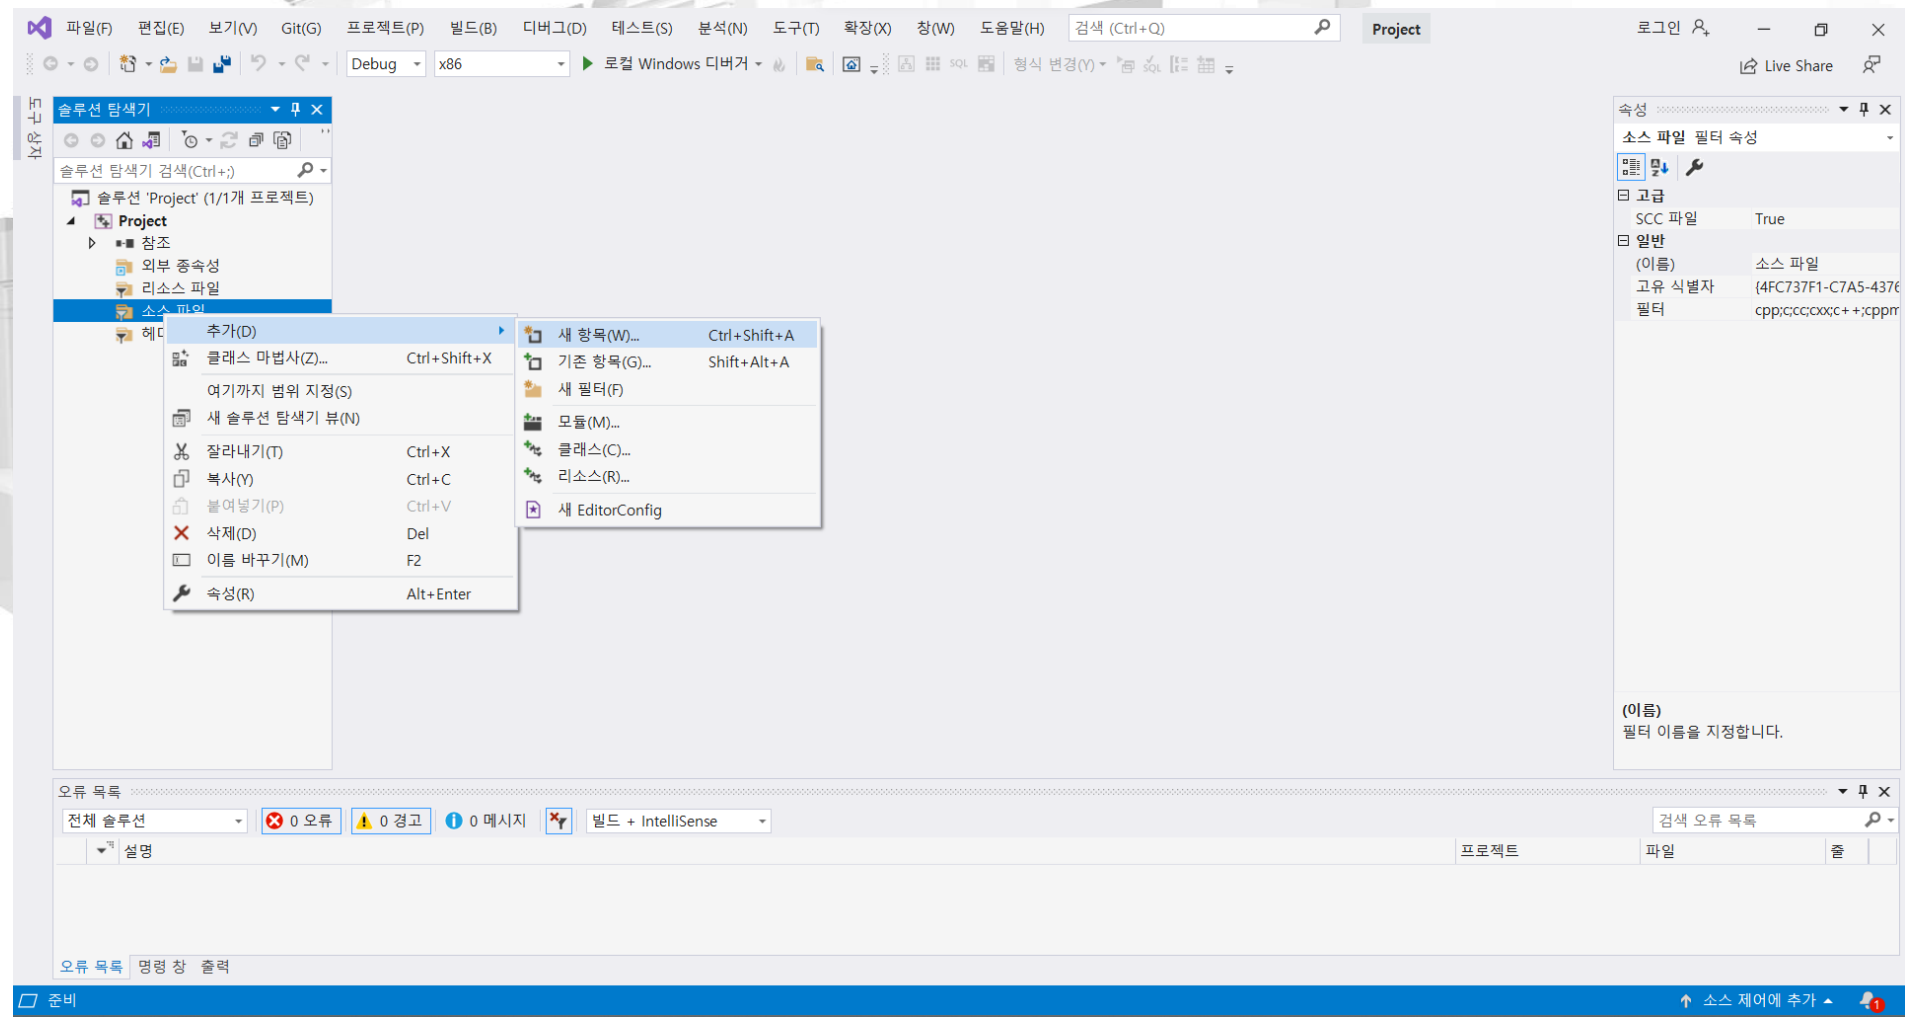 파일(F) 편집(E) 보기(V) Git(G) 프로젝트(P) 빌드(B) 디버그(D) 테스트(S) 분석(N) 도구(T) 확장(X) 창(W) 도움말(H) 검색 (Ctrl+Q) Project 로그인
Debug x86 로컬 Windows 디버거 SQL 형식 변경(Y) SQL Live Share
도구 상자
솔루션 탐색기
솔루션 탐색기 검색(Ctrl+;)
솔루션 'Project' (1/1개 프로젝트)
Project
참조
외부 종속성
리소스 파일
소스 파일
추가(D)
클래스 마법사(Z)... Ctrl+Shift+X
여기까지 범위 지정(S)
새 솔루션 탐색기 뷰(N)
잘라내기(T) Ctrl+X
복사(Y) Ctrl+C
붙여넣기(P) Ctrl+V
삭제(D) Del
이름 바꾸기(M) F2
속성(R) Alt+Enter
새 항목(W)... Ctrl+Shift+A
기존 항목(G)... Shift+Alt+A
새 필터(F)
모듈(M)...
클래스(C)...
리소스(R)...
새 EditorConfig
속성
소스 파일 필터 속성
고급
SCC 파일 True
일반
(이름) 소스 파일
고유 식별자 {4FC737F1-C7A5-4376
필터 cpp;c;cc;cxx;c++;cppm
(이름)
필터 이름을 지정합니다.
오류 목록
전체 솔루션 0 오류 0 경고 0 메시지 빌드 + IntelliSense 검색 오류 목록
설명 프로젝트 파일 줄
오류 목록 명령 창 출력
준비 소스 제어에 추가 1